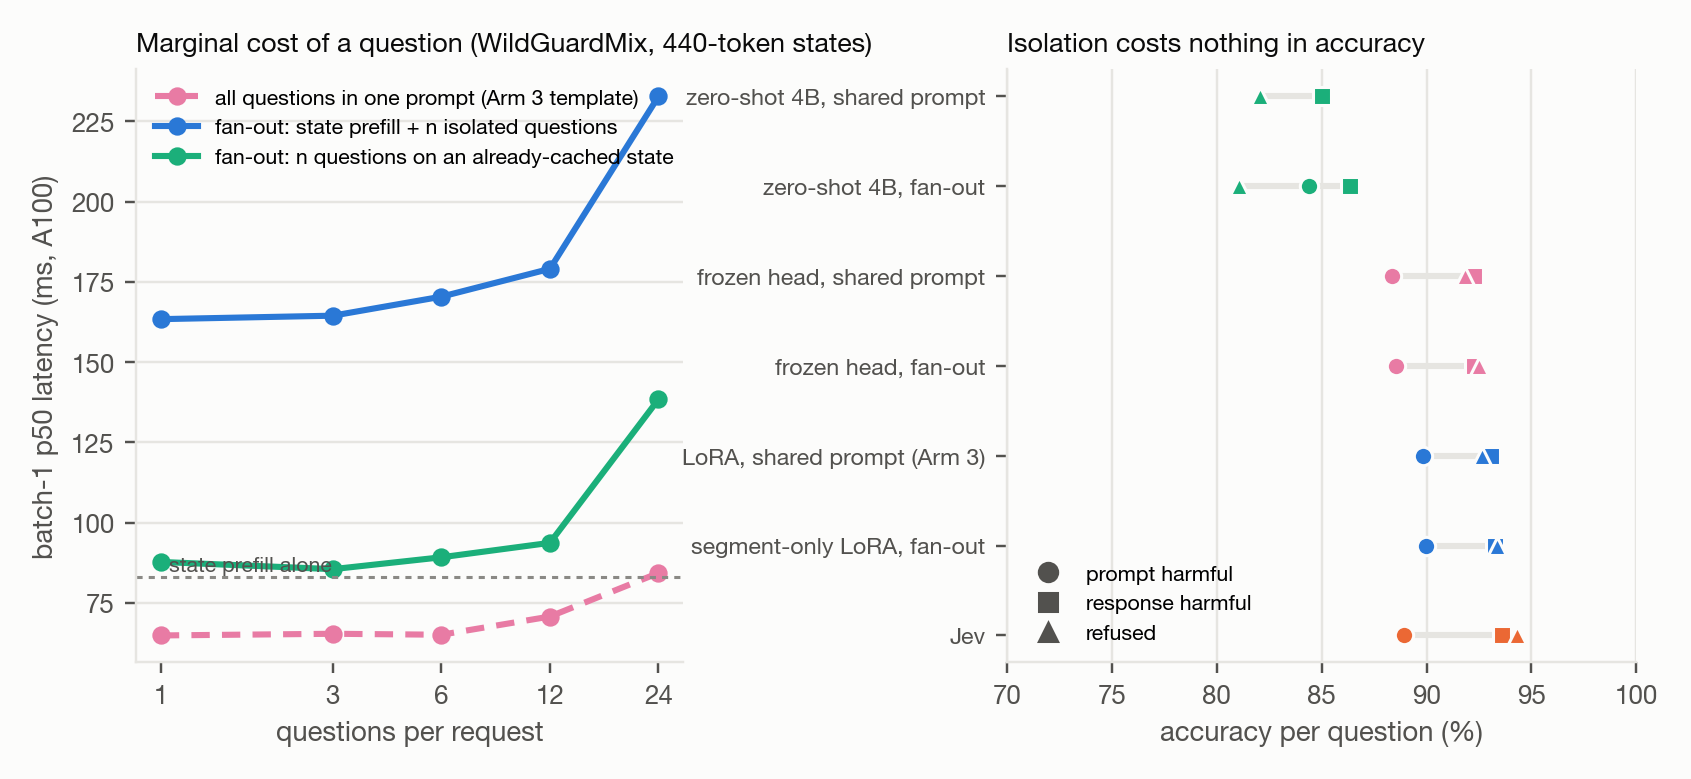 Marginal cost of a question (WildGuardMix, 440-token states)
all questions in one prompt (Arm 3 template)
fan-out: state prefill + n isolated questions
fan-out: n questions on an already-cached state
225
200
175
150
125
100
75
batch-1 p50 latency (ms, A100)
state prefill alone
1 3 6 12 24
questions per request
Isolation costs nothing in accuracy
zero-shot 4B, shared prompt
zero-shot 4B, fan-out
frozen head, shared prompt
frozen head, fan-out
LoRA, shared prompt (Arm 3)
segment-only LoRA, fan-out
Jev
prompt harmful
response harmful
refused
70 75 80 85 90 95 100
accuracy per question (%)